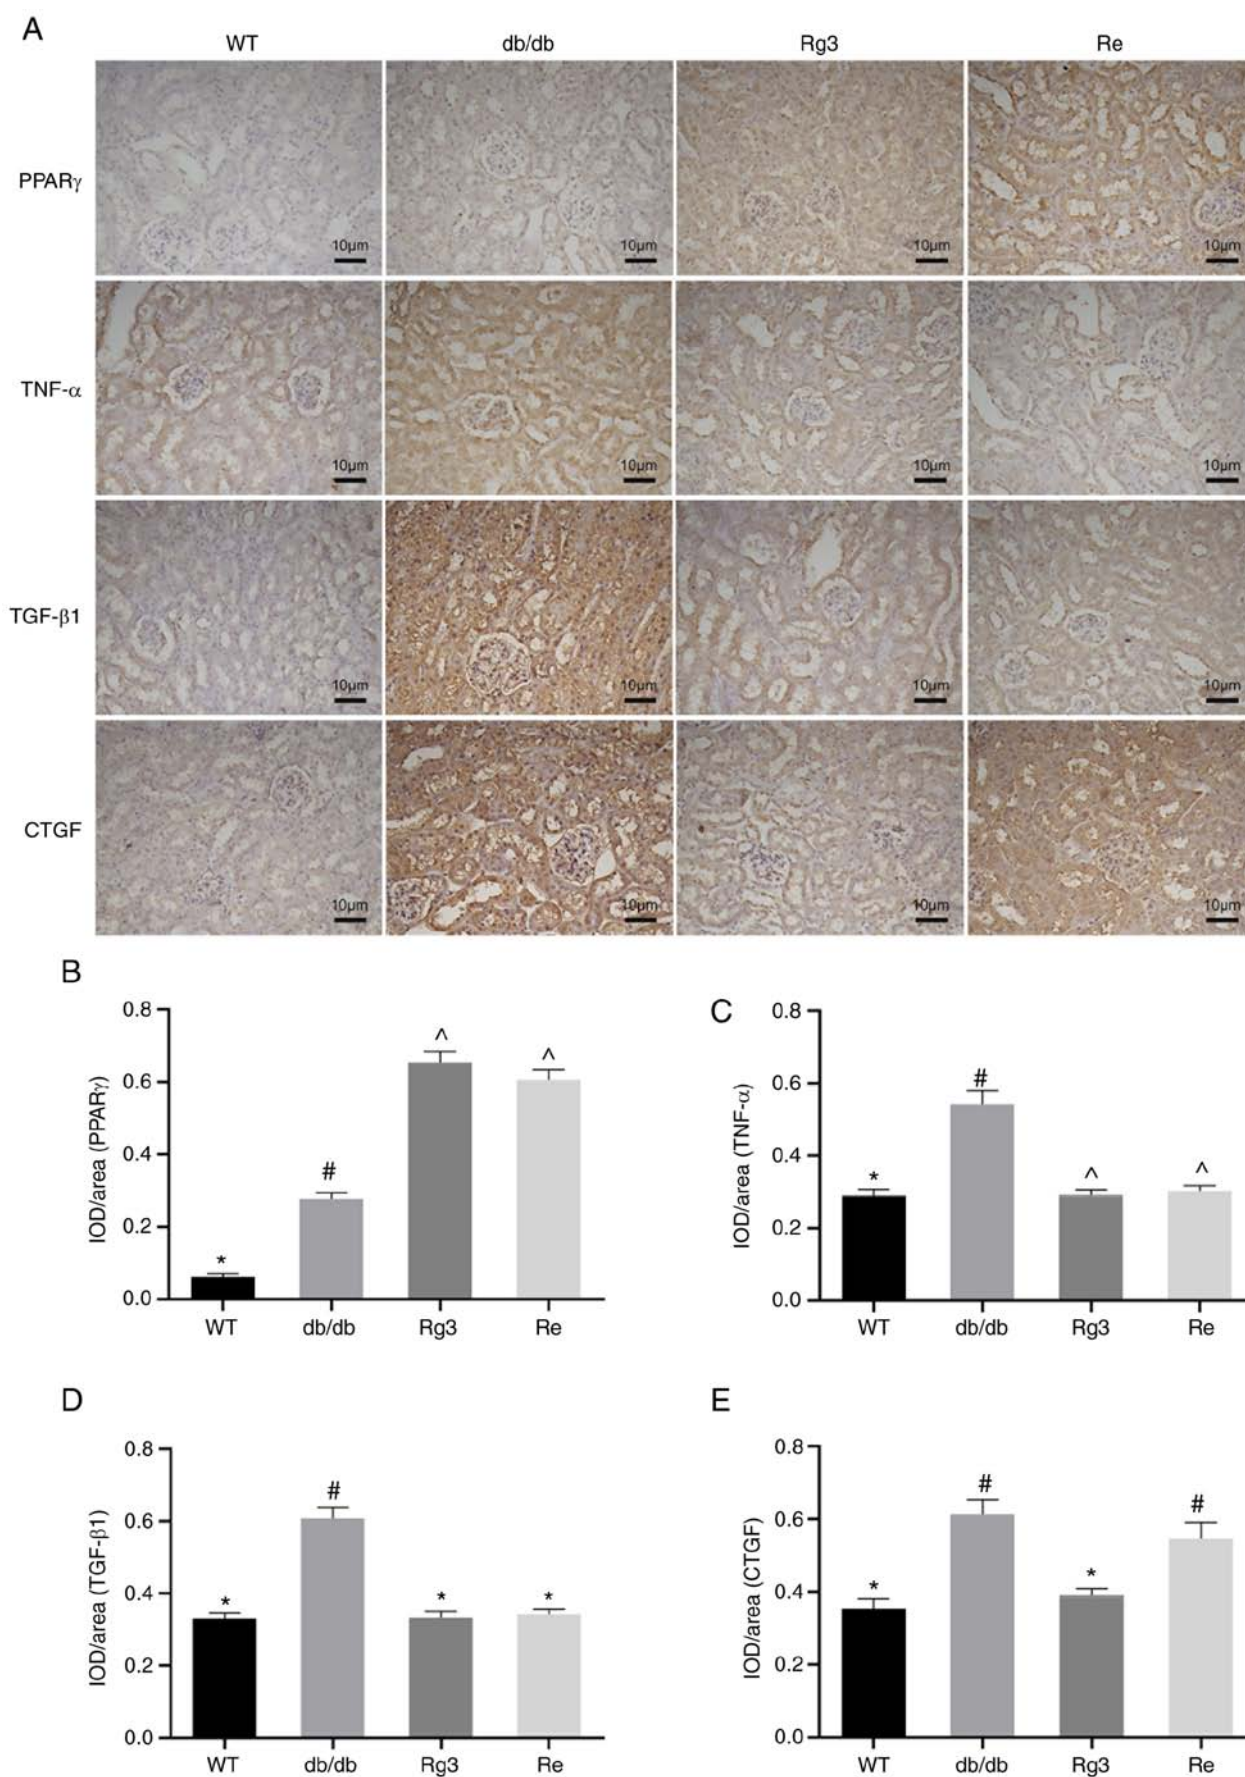 A
WT db/db Rg3 Re
PPARγ
10µm 10µm 10µm 10µm
TNF-α
10µm 10µm 10µm 10µm
TGF-β1
10µm 10µm 10µm 10µm
CTGF
10µm 10µm 10µm 10µm
B
IOD/area (PPARγ)
0.8
0.6
0.4
0.2
0.0
* # ^ ^
WT db/db Rg3 Re
C
IOD/area (TNF-α)
0.8
0.6
0.4
0.2
0.0
* # ^ ^
WT db/db Rg3 Re
D
IOD/area (TGF-β1)
0.8
0.6
0.4
0.2
0.0
* # * *
WT db/db Rg3 Re
E
IOD/area (CTGF)
0.8
0.6
0.4
0.2
0.0
* # * #
WT db/db Rg3 Re